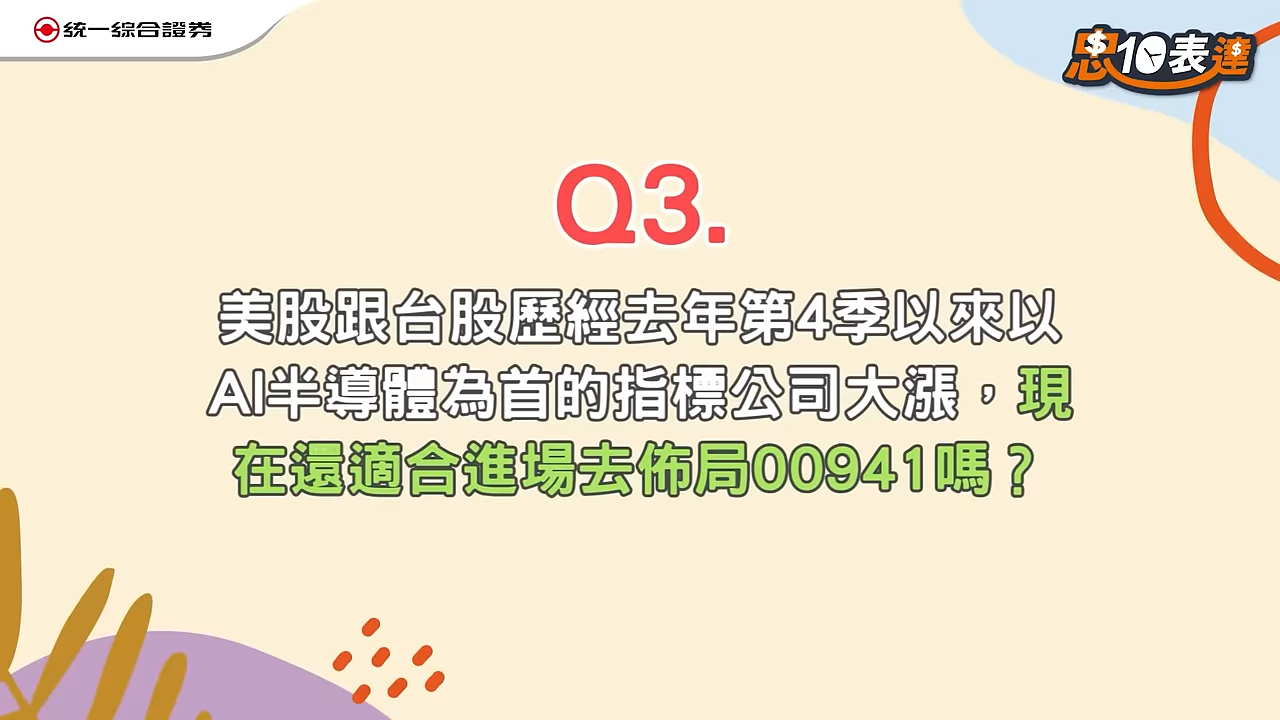 統一綜合證券
思10表達
Q3.
美股跟台股歷經去年第4季以來以
AI半導體為首的指標公司大漲，現
在還適合進場去佈局00941嗎？